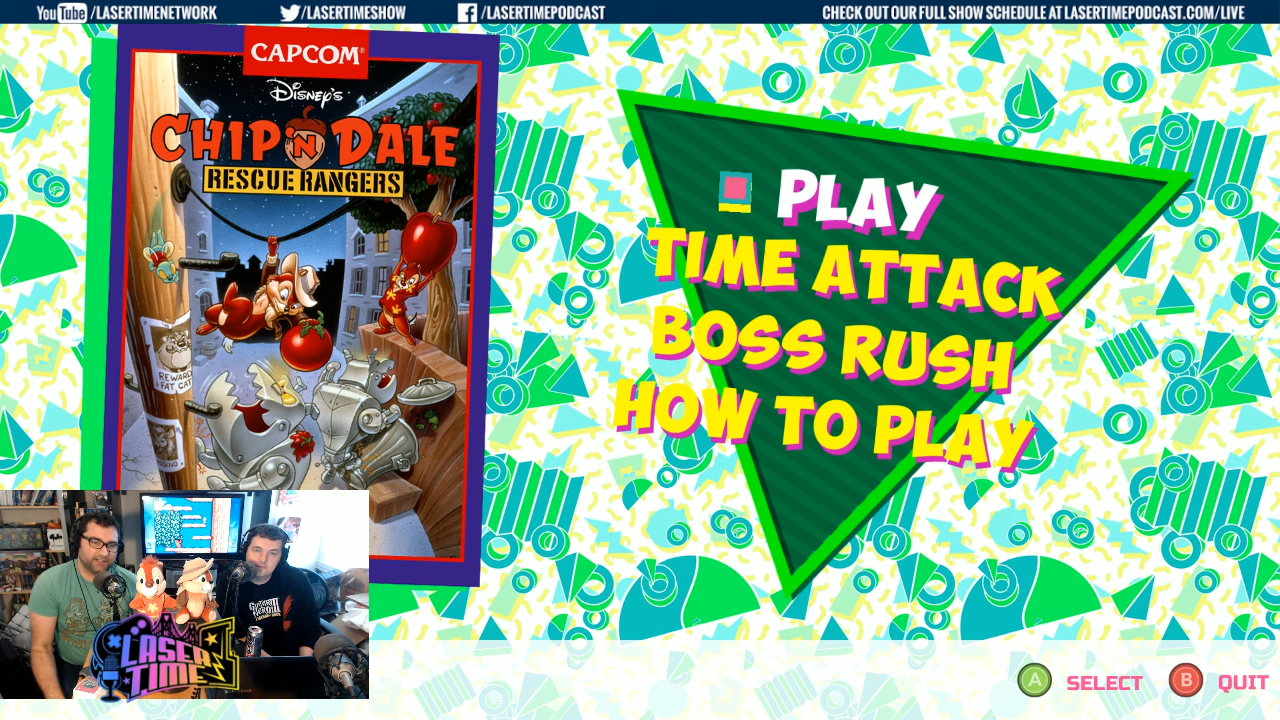 YouTube /LASERTIMENETWORK
/LASERTIMESHOW
/LASERTIMEPODCAST
CHECK OUT OUR FULL SHOW SCHEDULE AT LASERTIMEPODCAST.COM/LIVE
CAPCOM®
DISNEY'S
CHIP 'N DALE
RESCUE RANGERS
REWARD
FAT CAT
PLAY
TIME ATTACK
BOSS RUSH
HOW TO PLAY
LASER
TIME
A SELECT
B QUIT